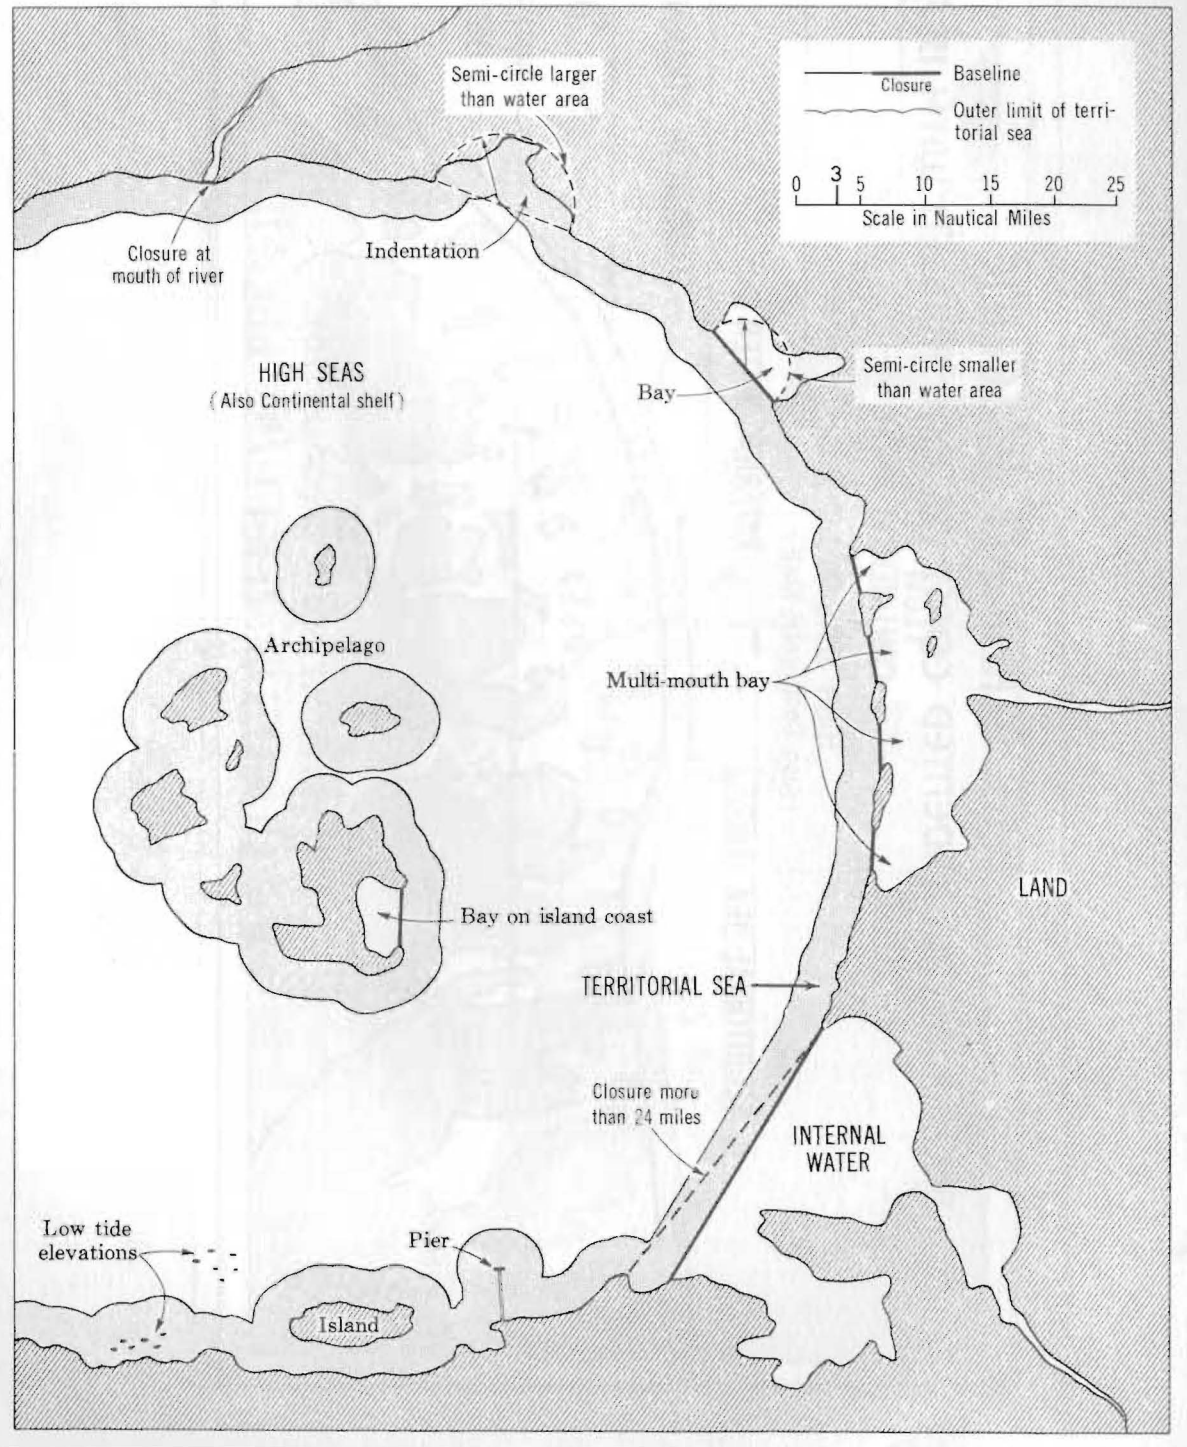 Semi-circle larger
than water area
Baseline
Closure
Outer limit of terri-
torial sea
0 3 5 10 15 20 25
Scale in Nautical Miles
Closure at
mouth of river
Indentation
HIGH SEAS
(Also Continental shelf)
Bay
Semi-circle smaller
than water area
Archipelago
Multi-mouth bay
LAND
Bay on island coast
TERRITORIAL SEA
Closure more
than 24 miles
INTERNAL
WATER
Low tide
elevations
Pier
Island